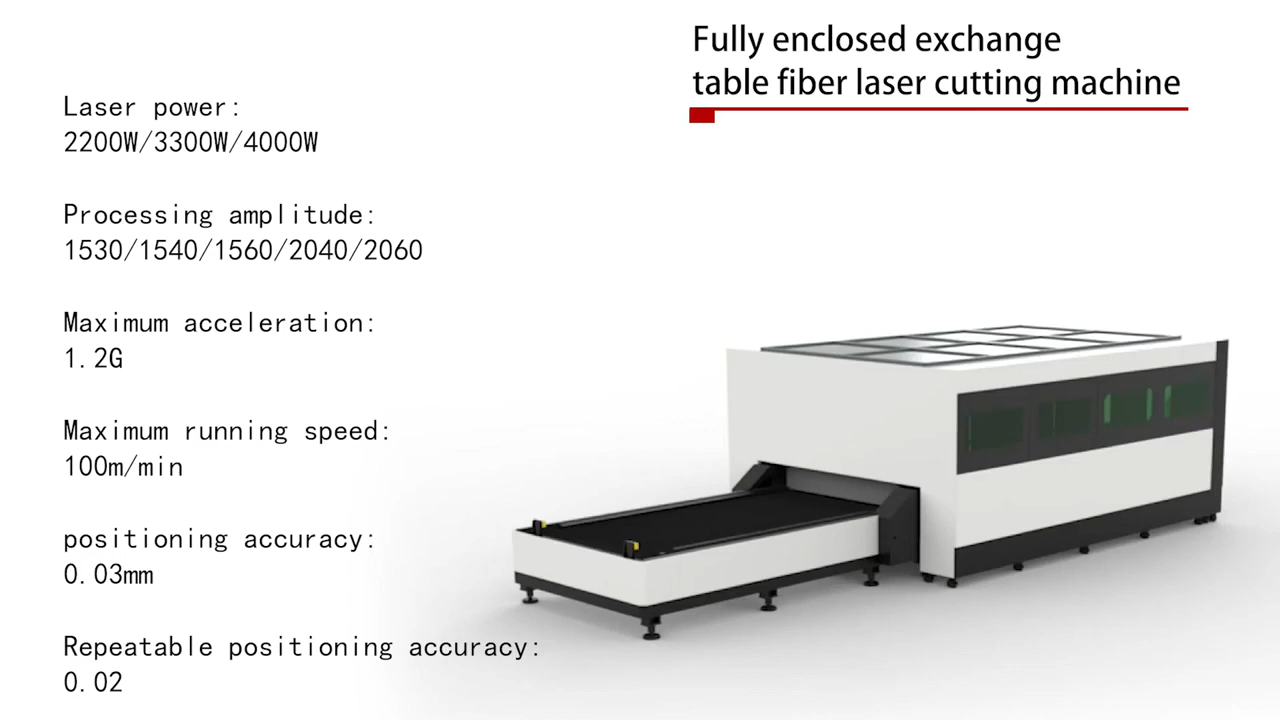 Fully enclosed exchange
table fiber laser cutting machine
Laser power:
2200W/3300W/4000W
Processing amplitude:
1530/1540/1560/2040/2060
Maximum acceleration:
1.2G
Maximum running speed:
100m/min
positioning accuracy:
0.03mm
Repeatable positioning accuracy:
0.02